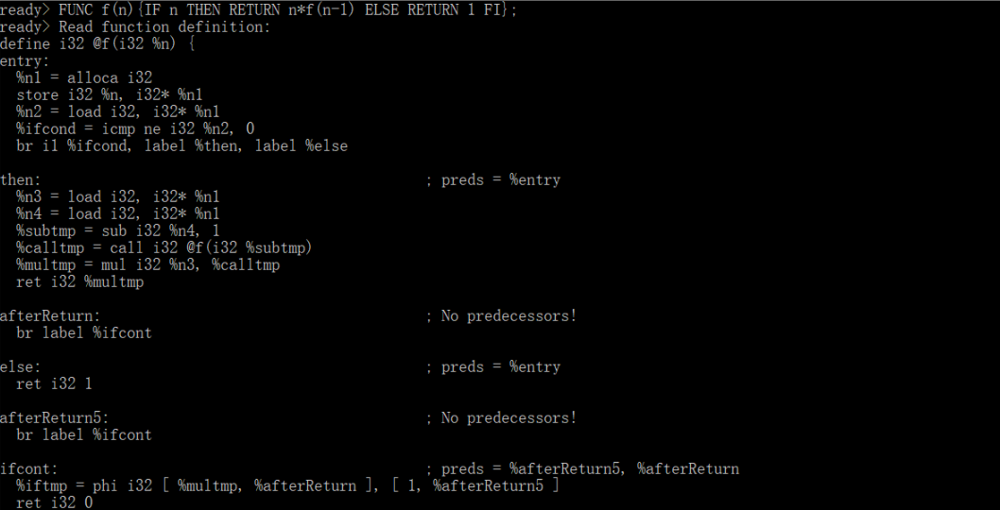 ready> FUNC f(n){IF n THEN RETURN n*f(n-1) ELSE RETURN 1 FI};
ready> Read function definition:
define i32 @f(i32 %n) {
entry:
  %n1 = alloca i32
  store i32 %n, i32* %n1
  %n2 = load i32, i32* %n1
  %ifcond = icmp ne i32 %n2, 0
  br i1 %ifcond, label %then, label %else

then:                                             ; preds = %entry
  %n3 = load i32, i32* %n1
  %n4 = load i32, i32* %n1
  %subtmp = sub i32 %n4, 1
  %calltmp = call i32 @f(i32 %subtmp)
  %multmp = mul i32 %n3, %calltmp
  ret i32 %multmp

afterReturn:                                      ; No predecessors!
  br label %ifcont

else:                                             ; preds = %entry
  ret i32 1

afterReturn5:                                     ; No predecessors!
  br label %ifcont

ifcont:                                           ; preds = %afterReturn5, %afterReturn
  %iftmp = phi i32 [ %multmp, %afterReturn ], [ 1, %afterReturn5 ]
  ret i32 0